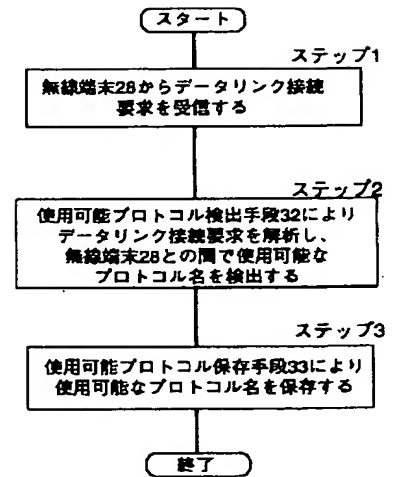 スタート
ステップ1
無線端末28からデータリンク接続
要求を受信する
ステップ2
使用可能プロトコル検出手段32により
データリンク接続要求を解析し、
無線端末28との間で使用可能な
プロトコル名を検出する
ステップ3
使用可能プロトコル保存手段33により
使用可能なプロトコル名を保存する
終了